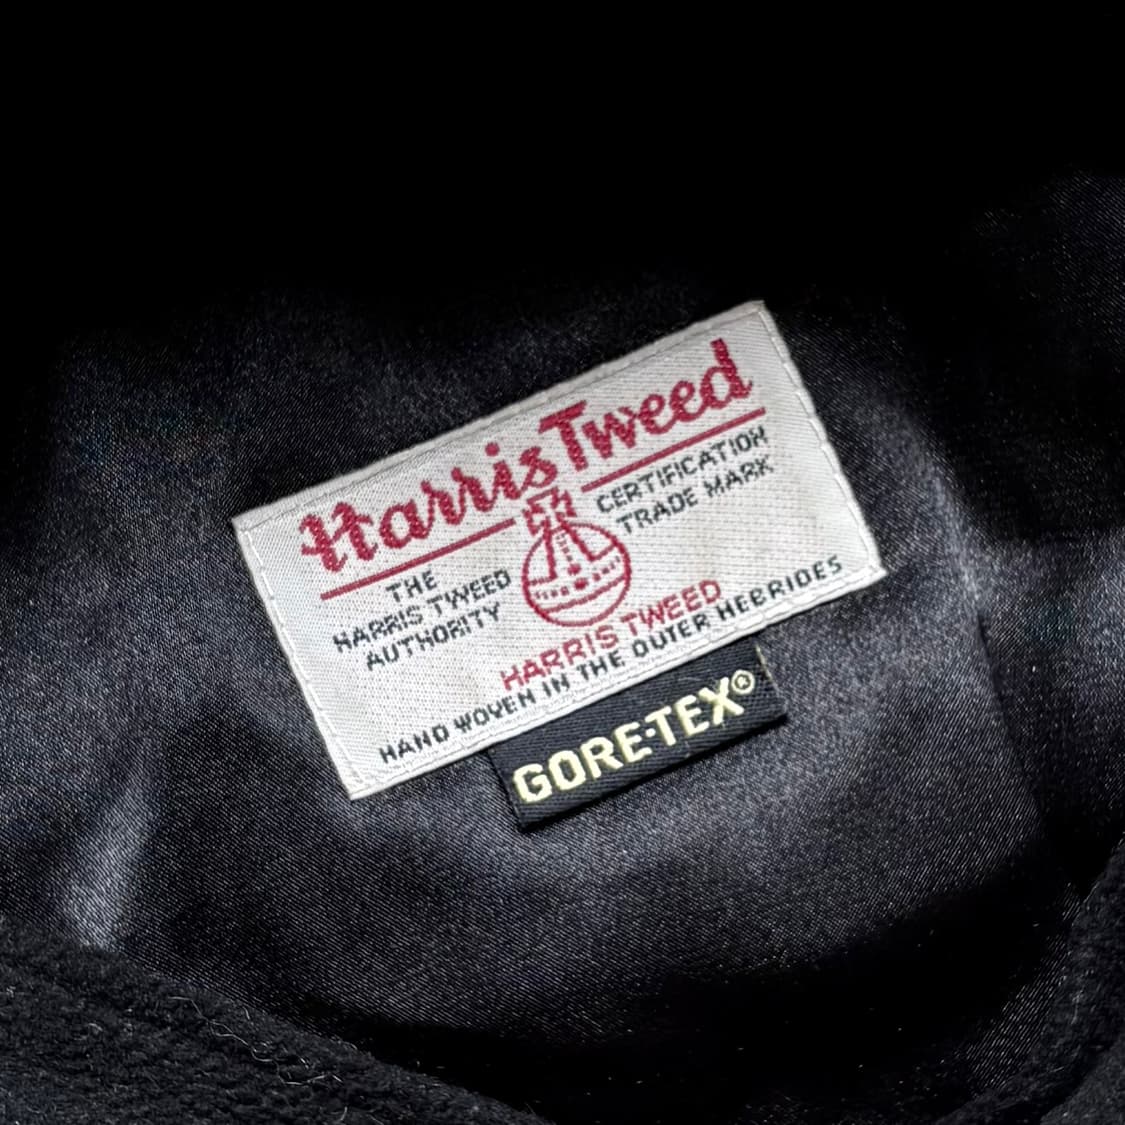 Harris Tweed
THE
HARRIS TWEED
AUTHORITY
CERTIFICATION
TRADE MARK
HARRIS TWEED
HAND WOVEN IN THE OUTER HEBRIDES
GORE-TEX®